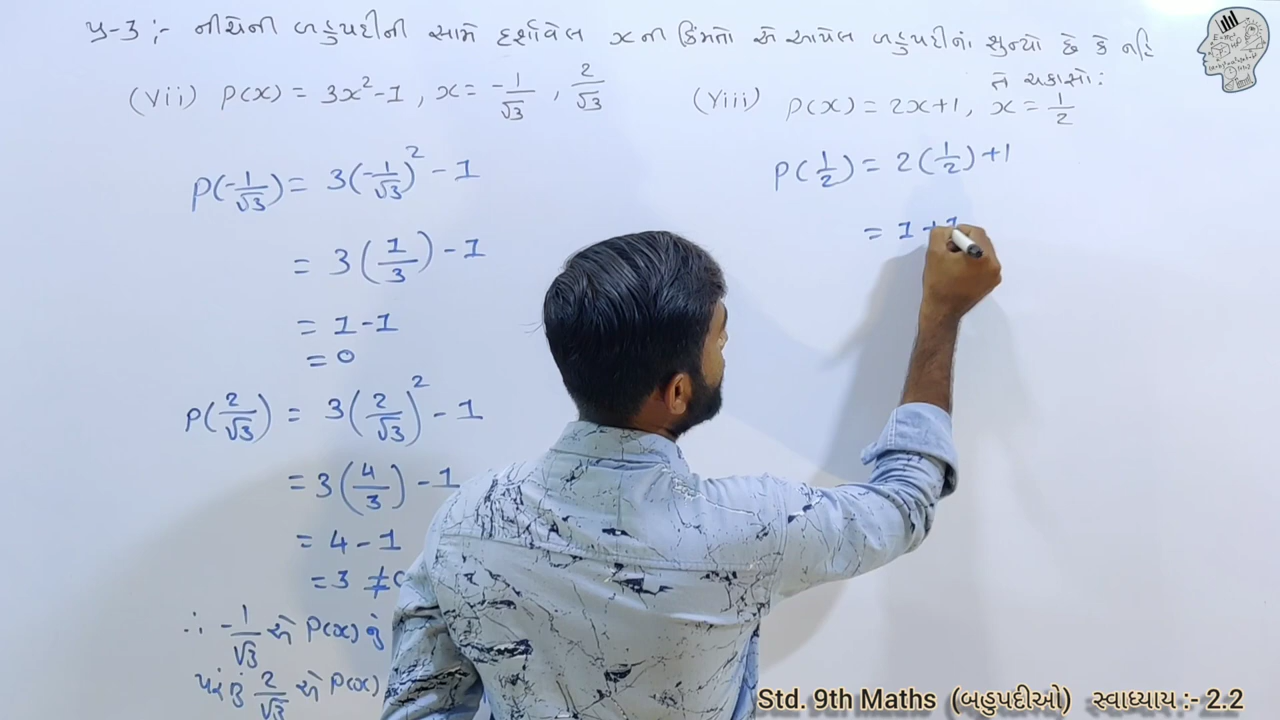 પ્ર-૩ :- નીચેની બહુપદીની સામે દર્શાવેલ x ની કિંમતો એ આપેલ બહુપદીનાં શુન્યો છે કે નહિ
તે ચકાસો :
(vii) P(x) = 3x² - 1, x = -1/√3, 2/√3
P(-1/√3) = 3(-1/√3)² - 1
= 3(1/3) - 1
= 1 - 1
= 0
P(2/√3) = 3(2/√3)² - 1
= 3(4/3) - 1
= 4 - 1
= 3 ≠
∴ -1/√3 એ P(x) નું
પરંતુ 2/√3 એ P(x)
(viii) P(x) = 2x+1, x = 1/2
P(1/2) = 2(1/2) + 1
= 1 + 1
Std. 9th Maths (બહુપદીઓ) સ્વાધ્યાય :- 2.2